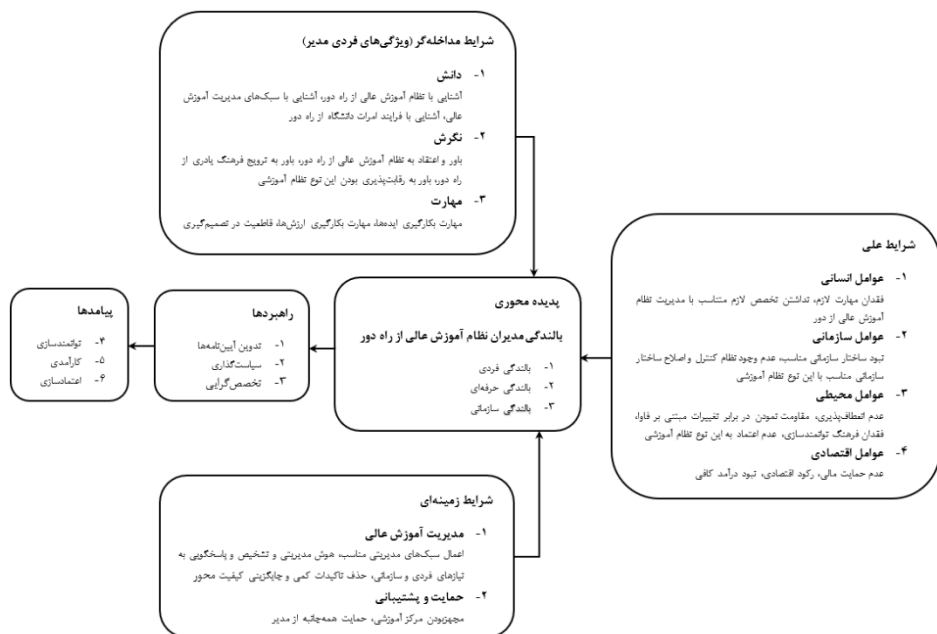 شرایط مداخله‌گر (ویژگی‌های فردی مدیر)
۱- دانش
آشنایی با نظام آموزش عالی از راه دور، آشنایی با سبک‌های مدیریت آموزش
عالی، آشنایی با فرایند امرات دانشگاه از راه دور
۲- نگرش
باور و اعتقاد به نظام آموزش عالی از راه دور، باور به ترویج فرهنگ یادری از
راه دور، باور به رقابت‌پذیری بودن این نوع نظام آموزشی
۳- مهارت
مهارت بکارگیری ایده‌ها، مهارت بکارگیری ارزش‌ها، قاطعیت در تصمیم‌گیری
شرایط علی
۱- عوامل انسانی
فقدان مهارت لازم، نداشتن تخصص لازم متناسب با مدیریت نظام
آموزش عالی از دور
۲- عوامل سازمانی
نبود ساختار سازمانی مناسب، عدم وجود نظام کنترل و اصلاح ساختار
سازمانی مناسب با این نوع نظام آموزشی
۳- عوامل محیطی
عدم انعطاف‌پذیری، مقاومت نمودن در برابر تغییرات مبتنی بر فاوا،
فقدان فرهنگ توانمندسازی، عدم اعتماد به این نوع نظام آموزشی
۴- عوامل اقتصادی
عدم حمایت مالی، رکود اقتصادی، نبود درآمد کافی
پدیده محوری
بالندگی مدیران نظام آموزش عالی از راه دور
۱- بالندگی فردی
۲- بالندگی حرفه‌ای
۳- بالندگی سازمانی
راهبردها
۱- تدوین آیین‌نامه‌ها
۲- سیاست‌گذاری
۳- تخصص‌گرایی
پیامدها
۴- توانمندسازی
۵- کارآمدی
۶- اعتمادسازی
شرایط زمینه‌ای
۱- مدیریت آموزش عالی
اعمال سبک‌های مدیریتی مناسب، هوش مدیریتی و تشخیص و پاسخگویی به
نیازهای فردی و سازمانی، حذف تاکیدات کمی و جایگزینی کیفیت محور
۲- حمایت و پشتیبانی
مجهزبودن مرکز آموزشی، حمایت همه‌جانبه از مدیر